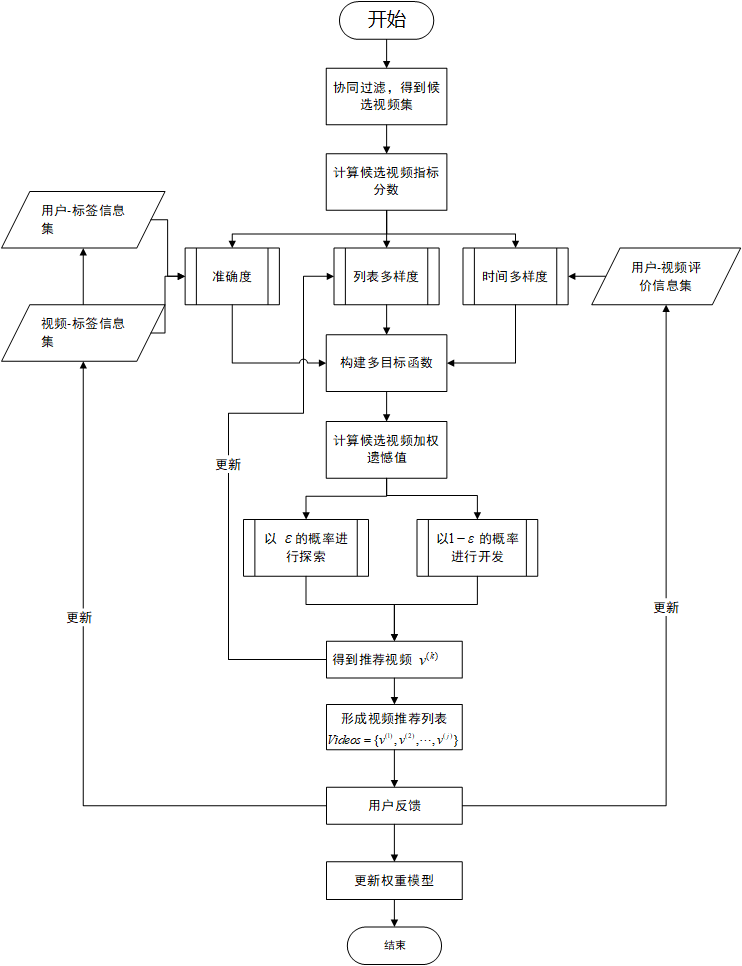 开始
协同过滤，得到候
选视频集
计算候选视频指标
分数
用户-标签信息
集
准确度
列表多样度
时间多样度
用户-视频评
价信息集
视频-标签信息
集
构建多目标函数
计算候选视频加权
遗憾值
更新
以 ε 的概率进
行探索
以1−ε 的概率
进行开发
更新
更新
得到推荐视频 v^(k)
形成视频推荐列表
Videos = {v^(1), v^(2), ⋯, v^(j)}
用户反馈
更新权重模型
结束